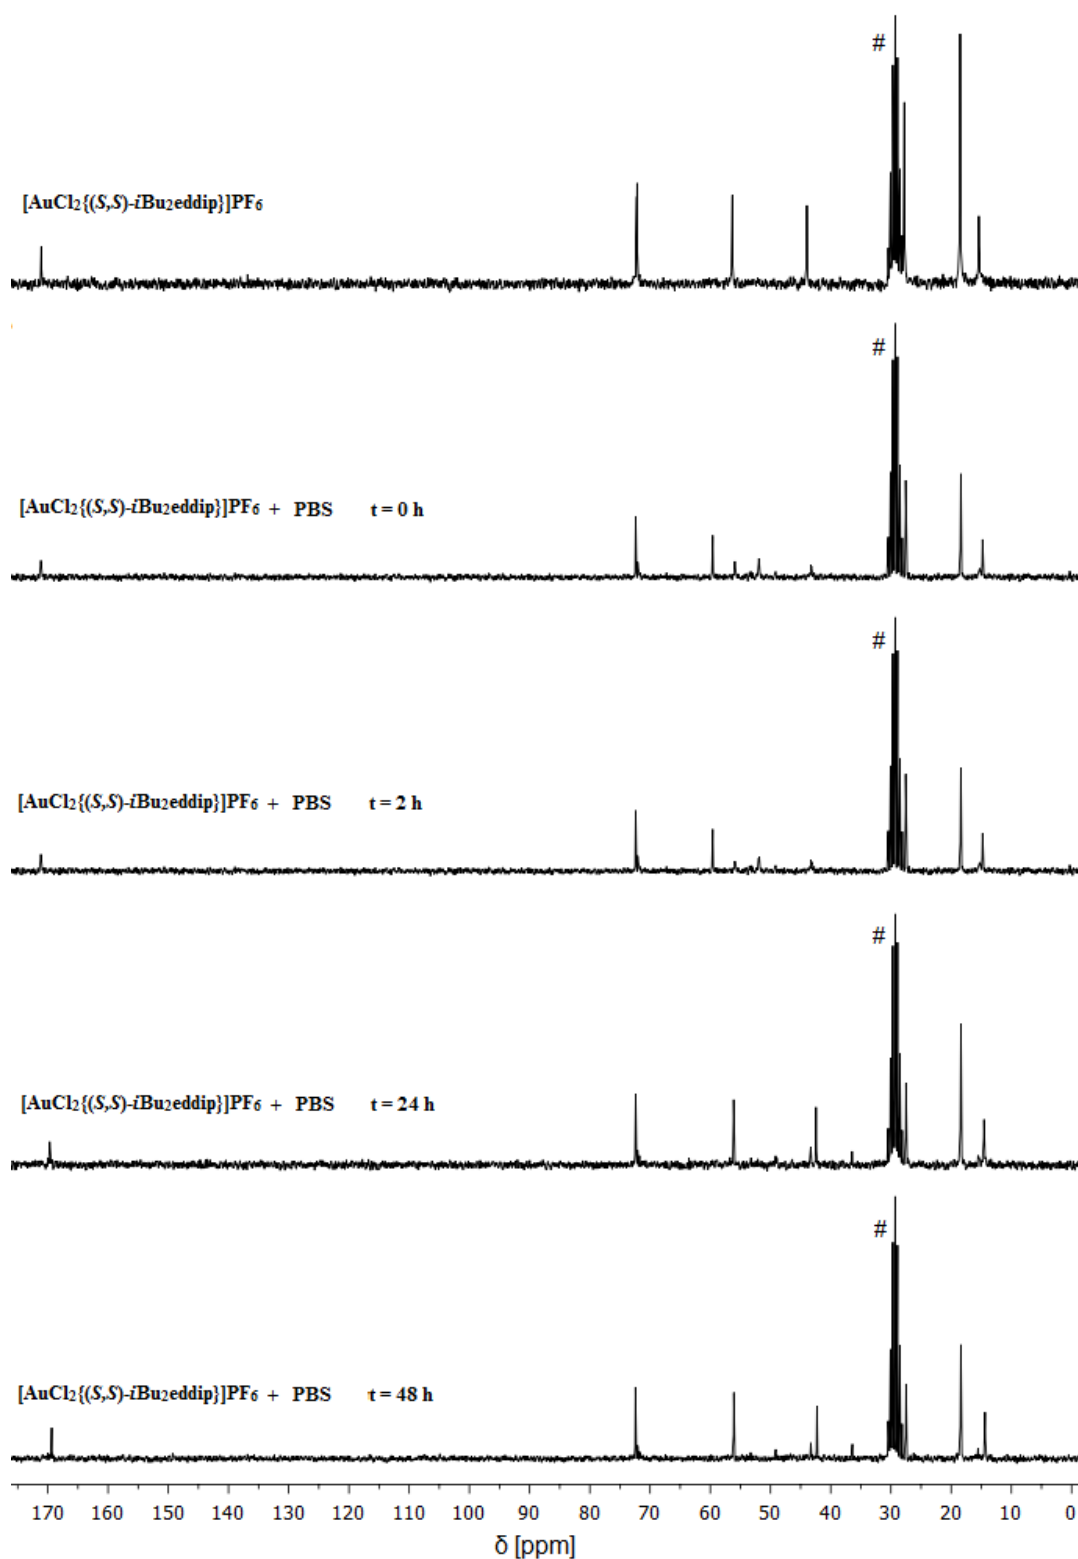 #
[AuCl₂{(S,S)-iBu₂eddip}]PF₆
#
[AuCl₂{(S,S)-iBu₂eddip}]PF₆ + PBS t = 0 h
#
[AuCl₂{(S,S)-iBu₂eddip}]PF₆ + PBS t = 2 h
#
[AuCl₂{(S,S)-iBu₂eddip}]PF₆ + PBS t = 24 h
#
[AuCl₂{(S,S)-iBu₂eddip}]PF₆ + PBS t = 48 h
170 160 150 140 130 120 110 100 90 80 70 60 50 40 30 20 10 0
δ [ppm]